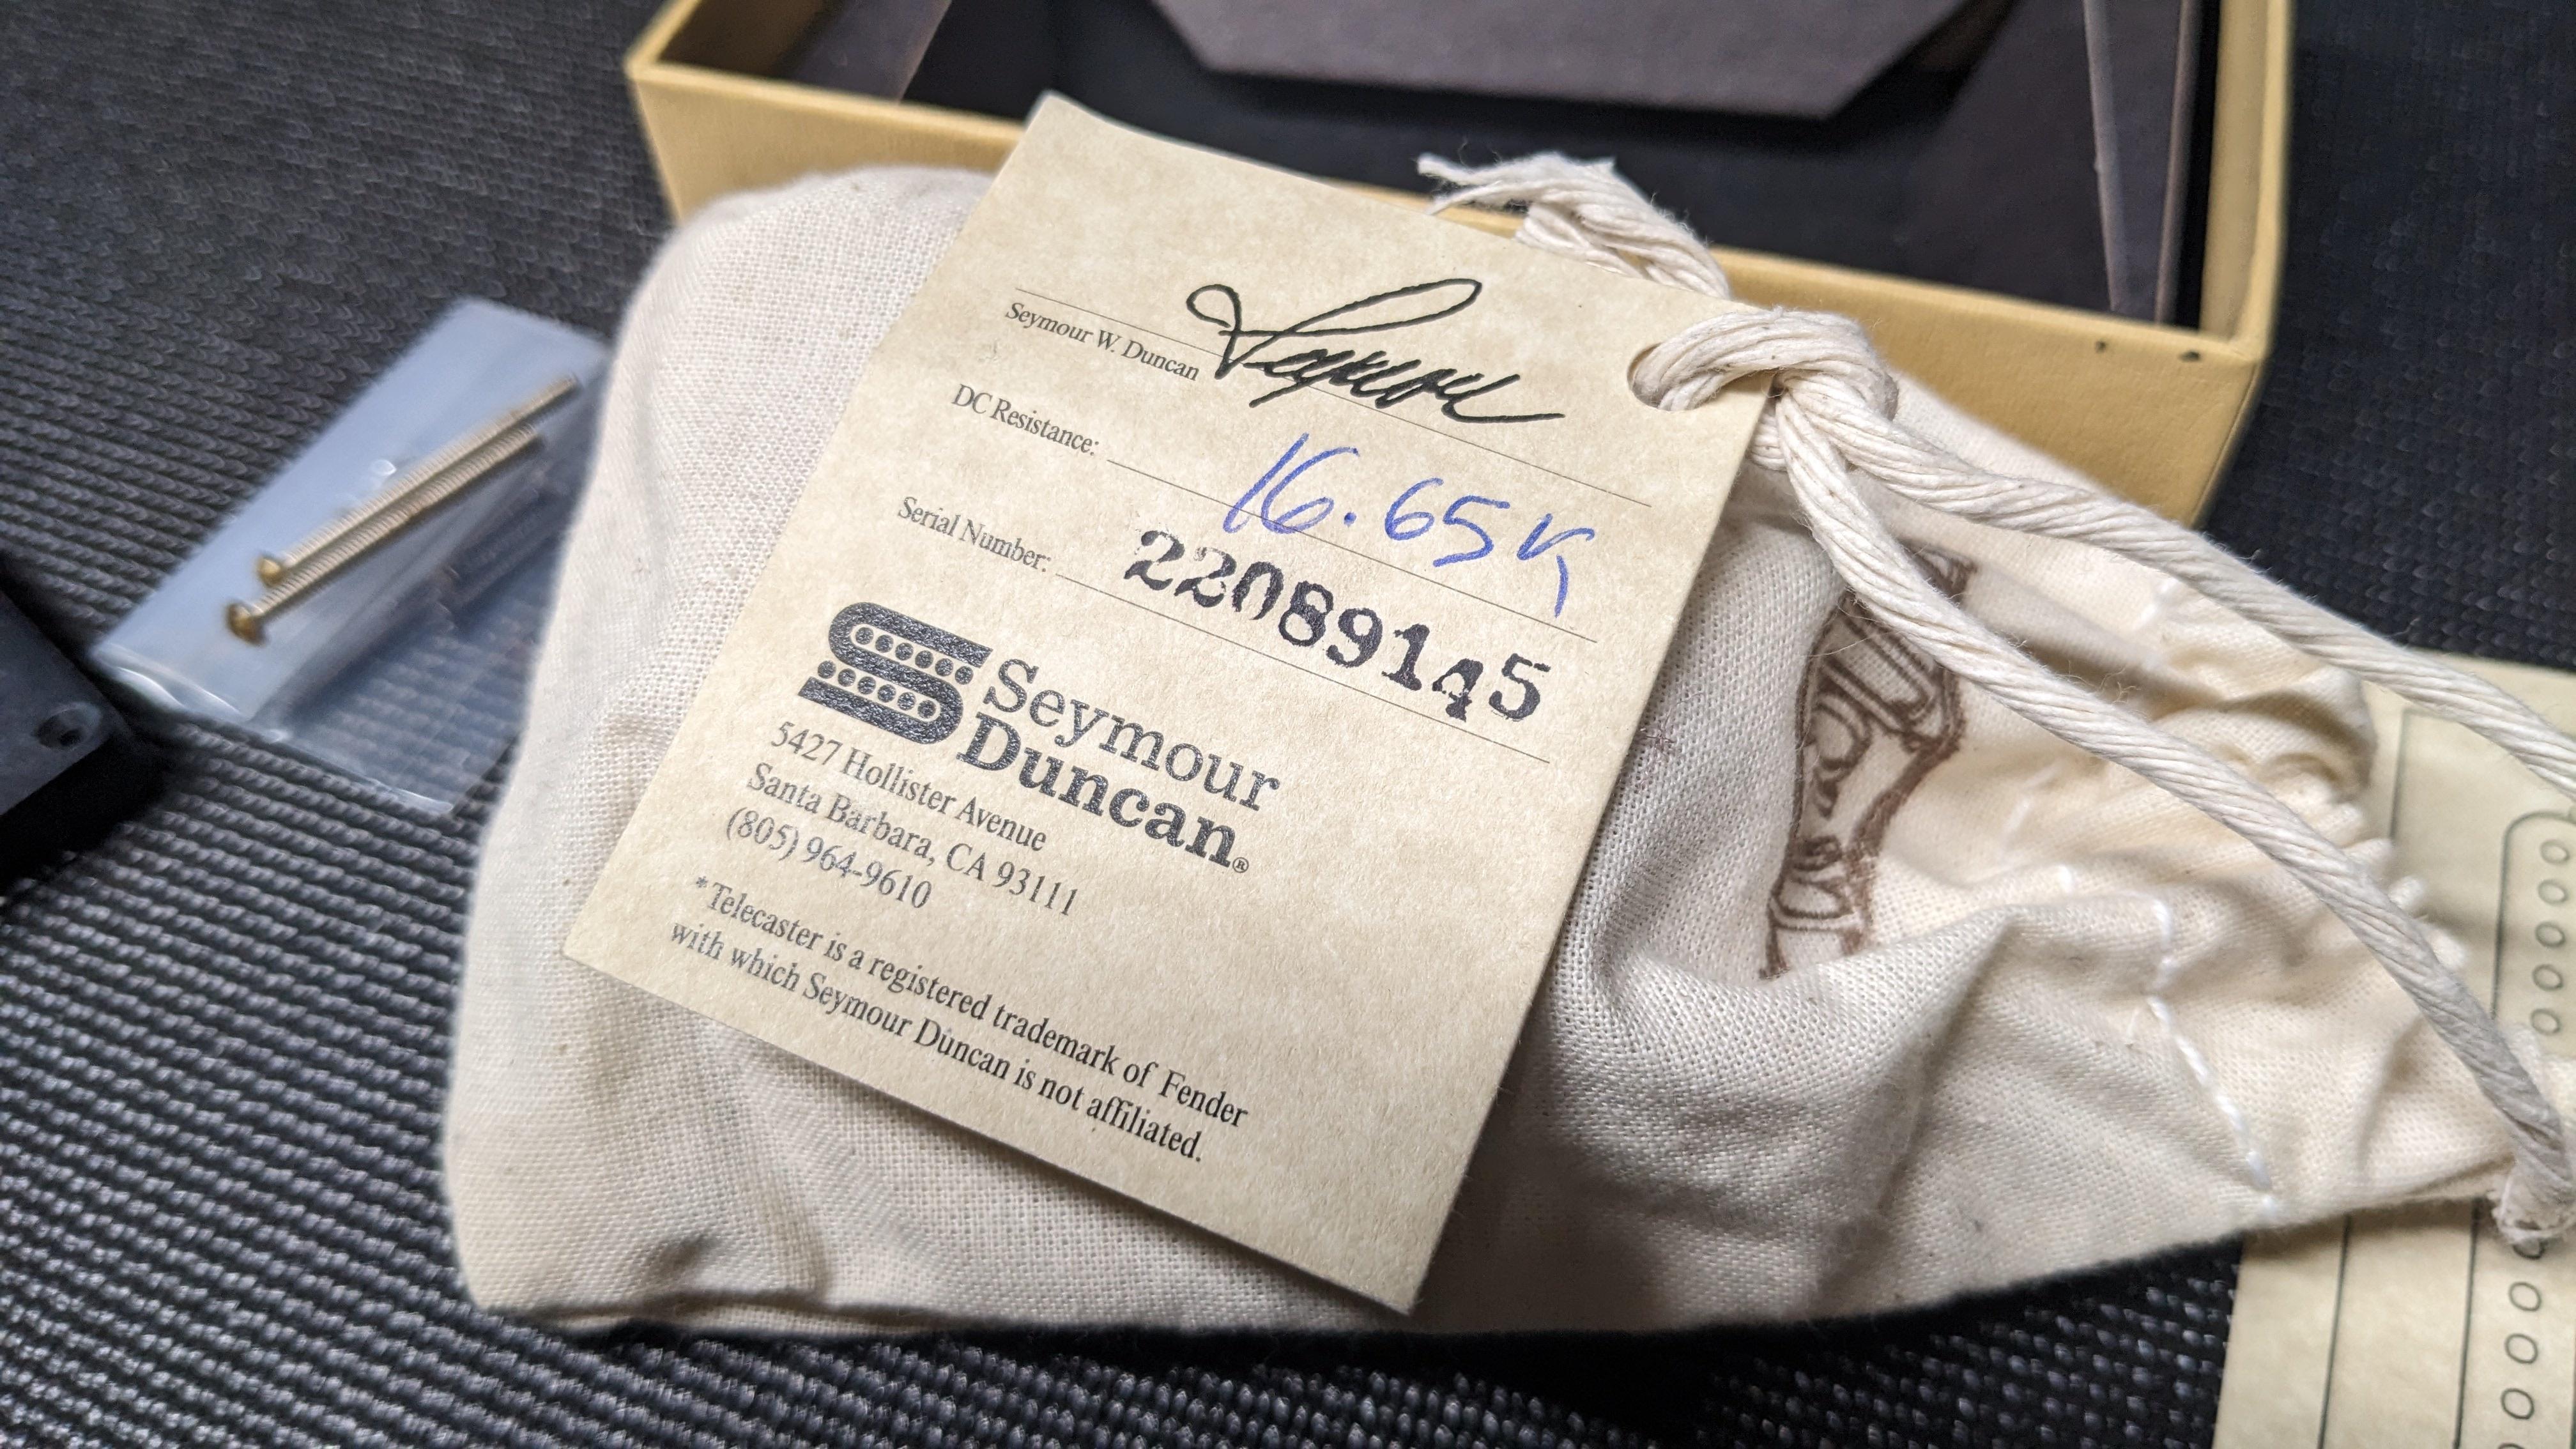 Seymour W. Duncan Seymour
DC Resistance: 16.65K
Serial Number: 22089145
Seymour
Duncan®
5427 Hollister Avenue
Santa Barbara, CA 93111
(805) 964-9610
*Telecaster is a registered trademark of Fender
with which Seymour Duncan is not affiliated.